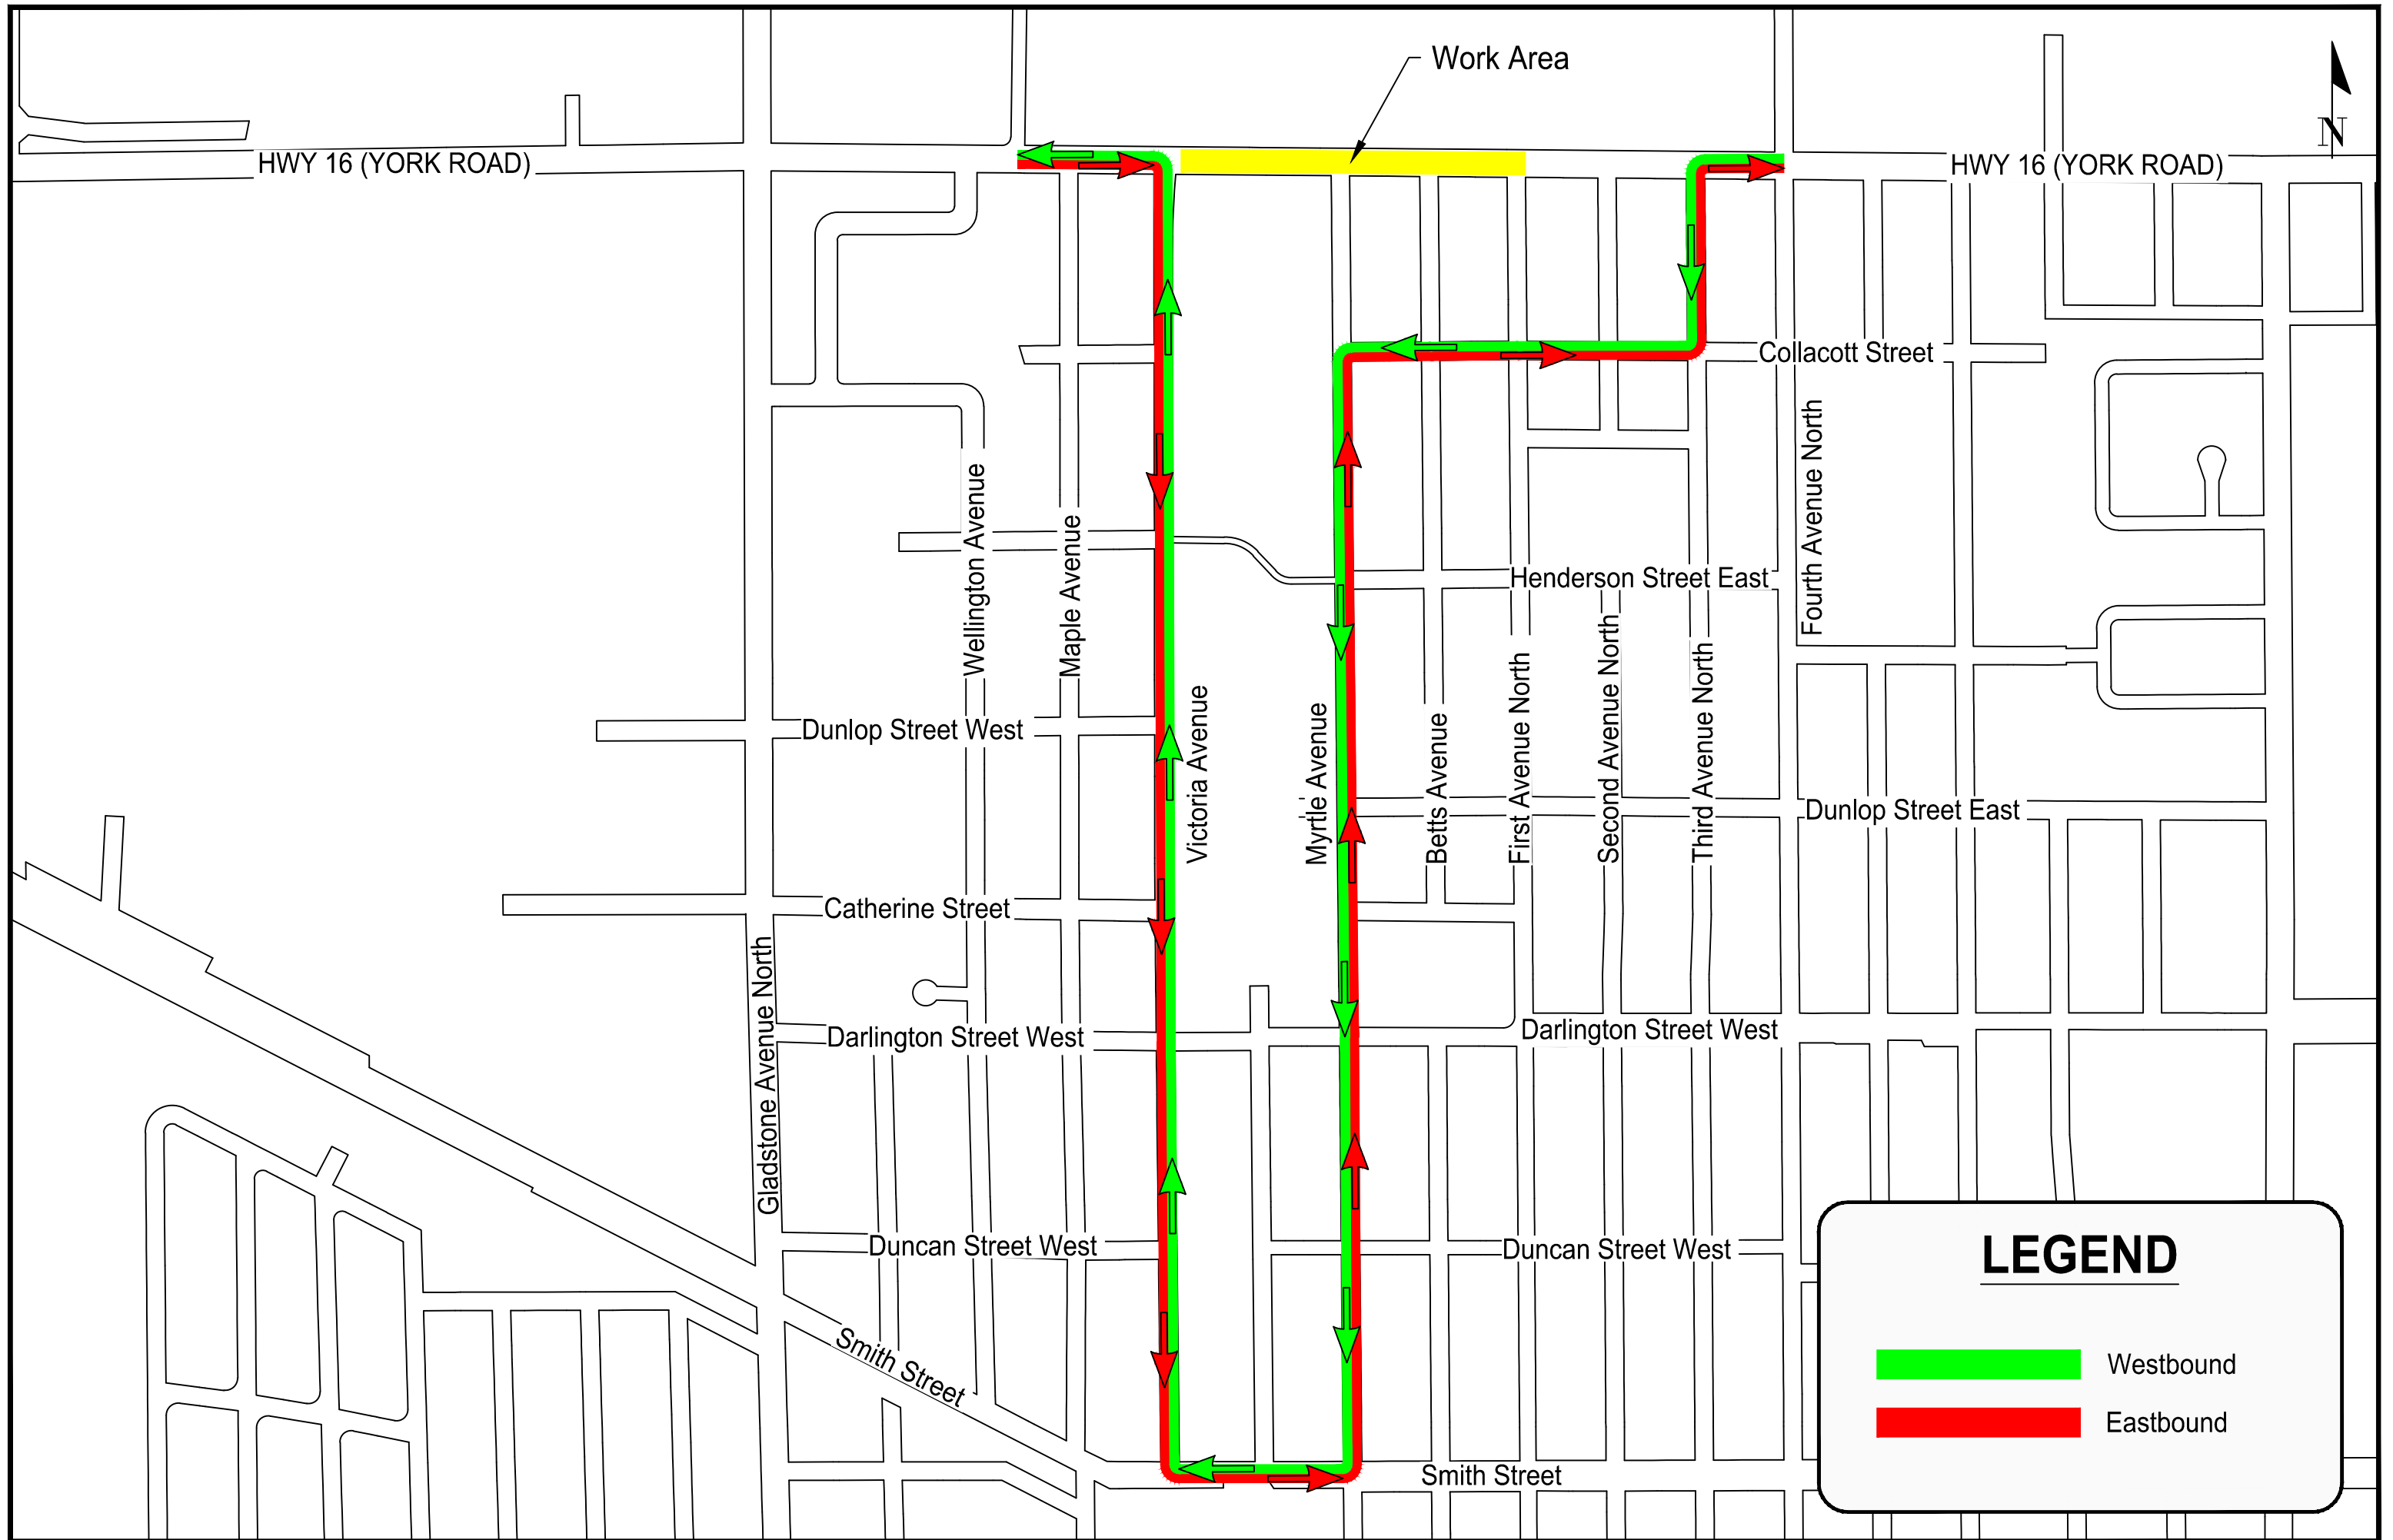 Work Area
N
HWY 16 (YORK ROAD)
HWY 16 (YORK ROAD)
Collacott Street
Fourth Avenue North
Wellington Avenue
Maple Avenue
Henderson Street East
Second Avenue North
Third Avenue North
First Avenue North
Victoria Avenue
Myrtle Avenue
Betts Avenue
Dunlop Street West
Dunlop Street East
Catherine Street
Gladstone Avenue North
Darlington Street West
Darlington Street West
Duncan Street West
Duncan Street West
Smith Street
Smith Street
LEGEND
Westbound
Eastbound